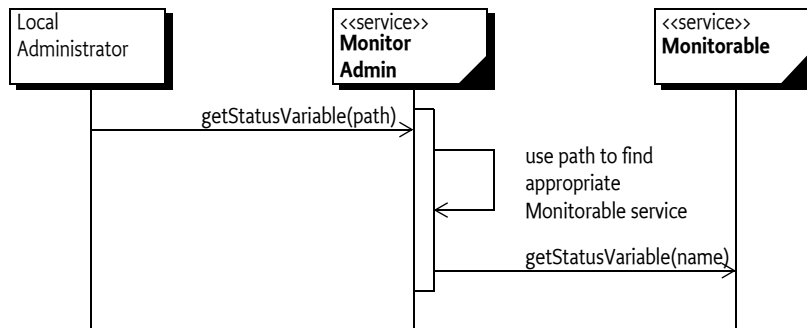 Local
Administrator
<<service>>
Monitor
Admin
<<service>>
Monitorable
getStatusVariable(path)
use path to find
appropriate
Monitorable service
getStatusVariable(name)